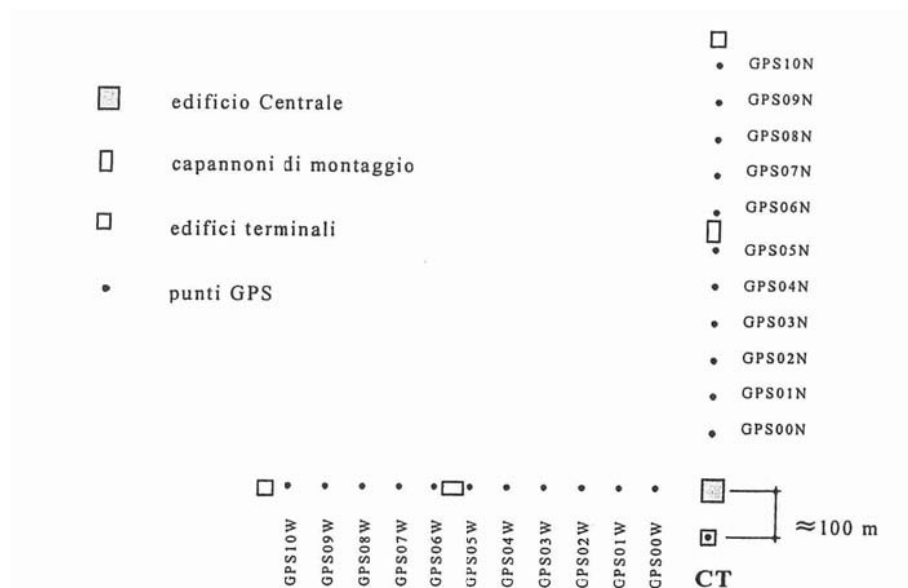 edificio Centrale
capannoni di montaggio
edifici terminali
punti GPS
GPS10N
GPS09N
GPS08N
GPS07N
GPS06N
GPS05N
GPS04N
GPS03N
GPS02N
GPS01N
GPS00N
GPS10W
GPS09W
GPS08W
GPS07W
GPS06W
GPS05W
GPS04W
GPS03W
GPS02W
GPS01W
GPS00W
≈100 m
CT